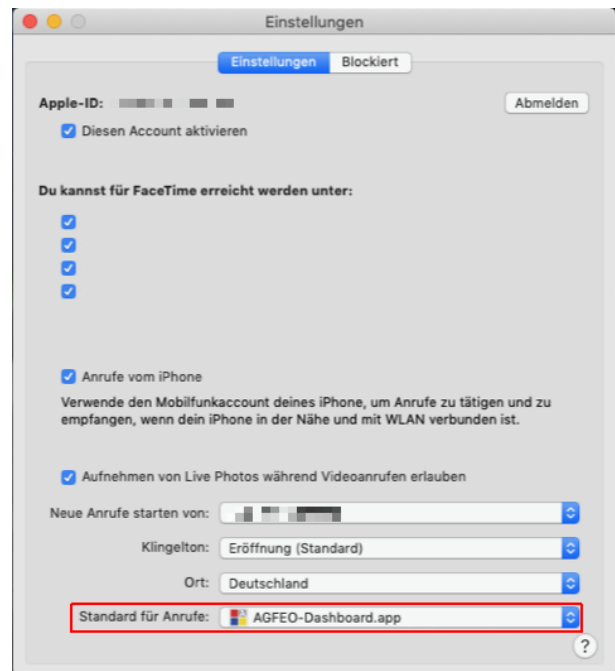 Einstellungen
Einstellungen Blockiert
Apple-ID: Abmelden
Diesen Account aktivieren
Du kannst für FaceTime erreicht werden unter:
Anrufe vom iPhone
Verwende den Mobilfunkaccount deines iPhone, um Anrufe zu tätigen und zu
empfangen, wenn dein iPhone in der Nähe und mit WLAN verbunden ist.
Aufnehmen von Live Photos während Videoanrufen erlauben
Neue Anrufe starten von:
Klingelton: Eröffnung (Standard)
Ort: Deutschland
Standard für Anrufe: AGFEO-Dashboard.app
?